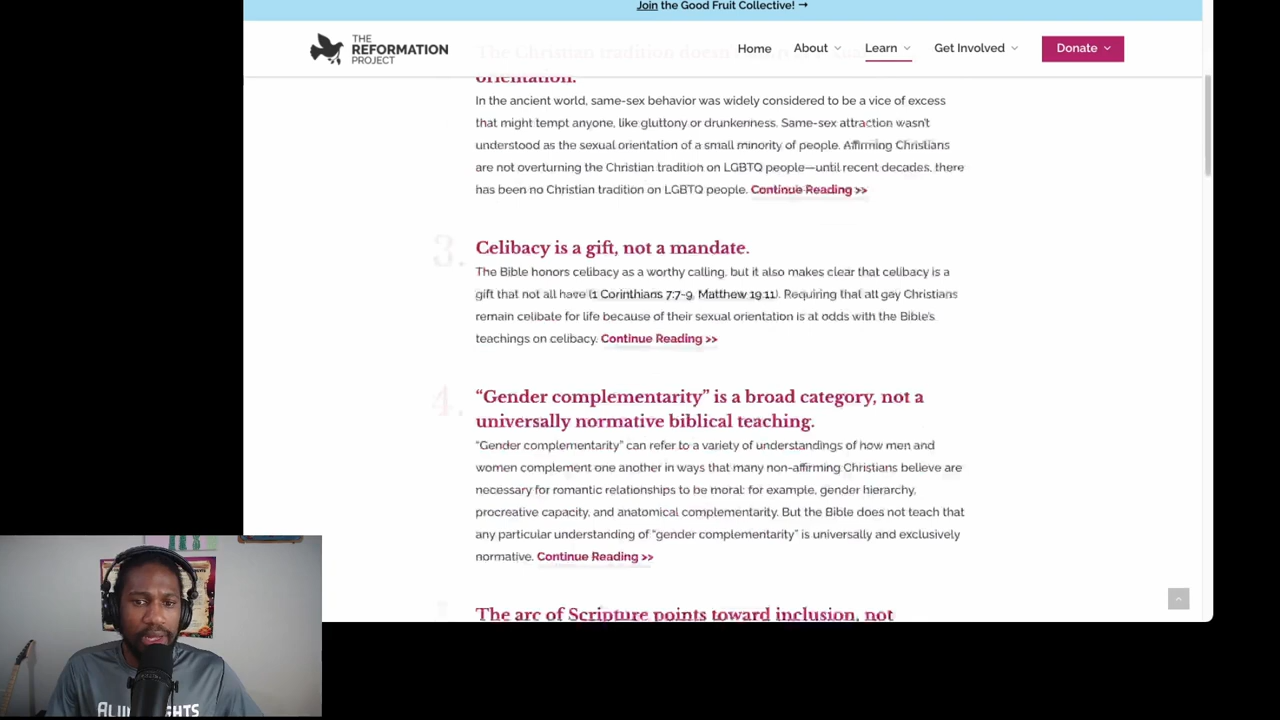 Join the Good Fruit Collective! →
THE
REFORMATION
PROJECT
Home
About
Learn
Get Involved
Donate
The Christian tradition doesn
orientation.
In the ancient world, same-sex behavior was widely considered to be a vice of excess
that might tempt anyone, like gluttony or drunkenness. Same-sex attraction wasn't
understood as the sexual orientation of a small minority of people. Affirming Christians
are not overturning the Christian tradition on LGBTQ people—until recent decades, there
has been no Christian tradition on LGBTQ people. Continue Reading >>
3.
Celibacy is a gift, not a mandate.
The Bible honors celibacy as a worthy calling, but it also makes clear that celibacy is a
gift that not all have (1 Corinthians 7:7-9, Matthew 19:11). Requiring that all gay Christians
remain celibate for life because of their sexual orientation is at odds with the Bible's
teachings on celibacy. Continue Reading >>
4.
“Gender complementarity” is a broad category, not a
universally normative biblical teaching.
“Gender complementarity” can refer to a variety of understandings of how men and
women complement one another in ways that many non-affirming Christians believe are
necessary for romantic relationships to be moral: for example, gender hierarchy,
procreative capacity, and anatomical complementarity. But the Bible does not teach that
any particular understanding of “gender complementarity” is universally and exclusively
normative. Continue Reading >>
The arc of Scripture points toward inclusion, not